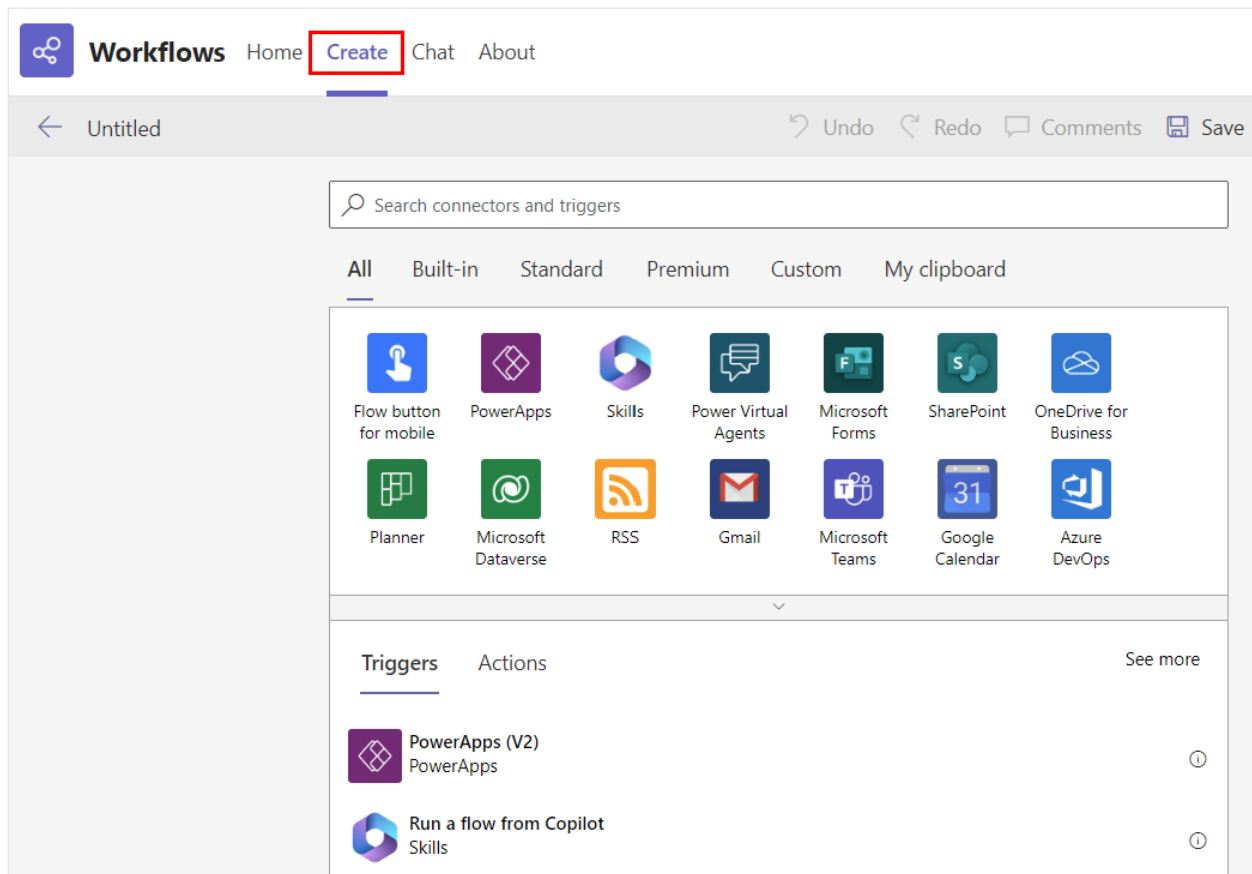 Workflows Home Create Chat About
Untitled Undo Redo Comments Save
Search connectors and triggers
All Built-in Standard Premium Custom My clipboard
Flow button for mobile
PowerApps
Skills
Power Virtual Agents
Microsoft Forms
SharePoint
OneDrive for Business
Planner
Microsoft Dataverse
RSS
Gmail
Microsoft Teams
31
Google Calendar
Azure DevOps
Triggers Actions See more
PowerApps (V2)
PowerApps
Run a flow from Copilot
Skills